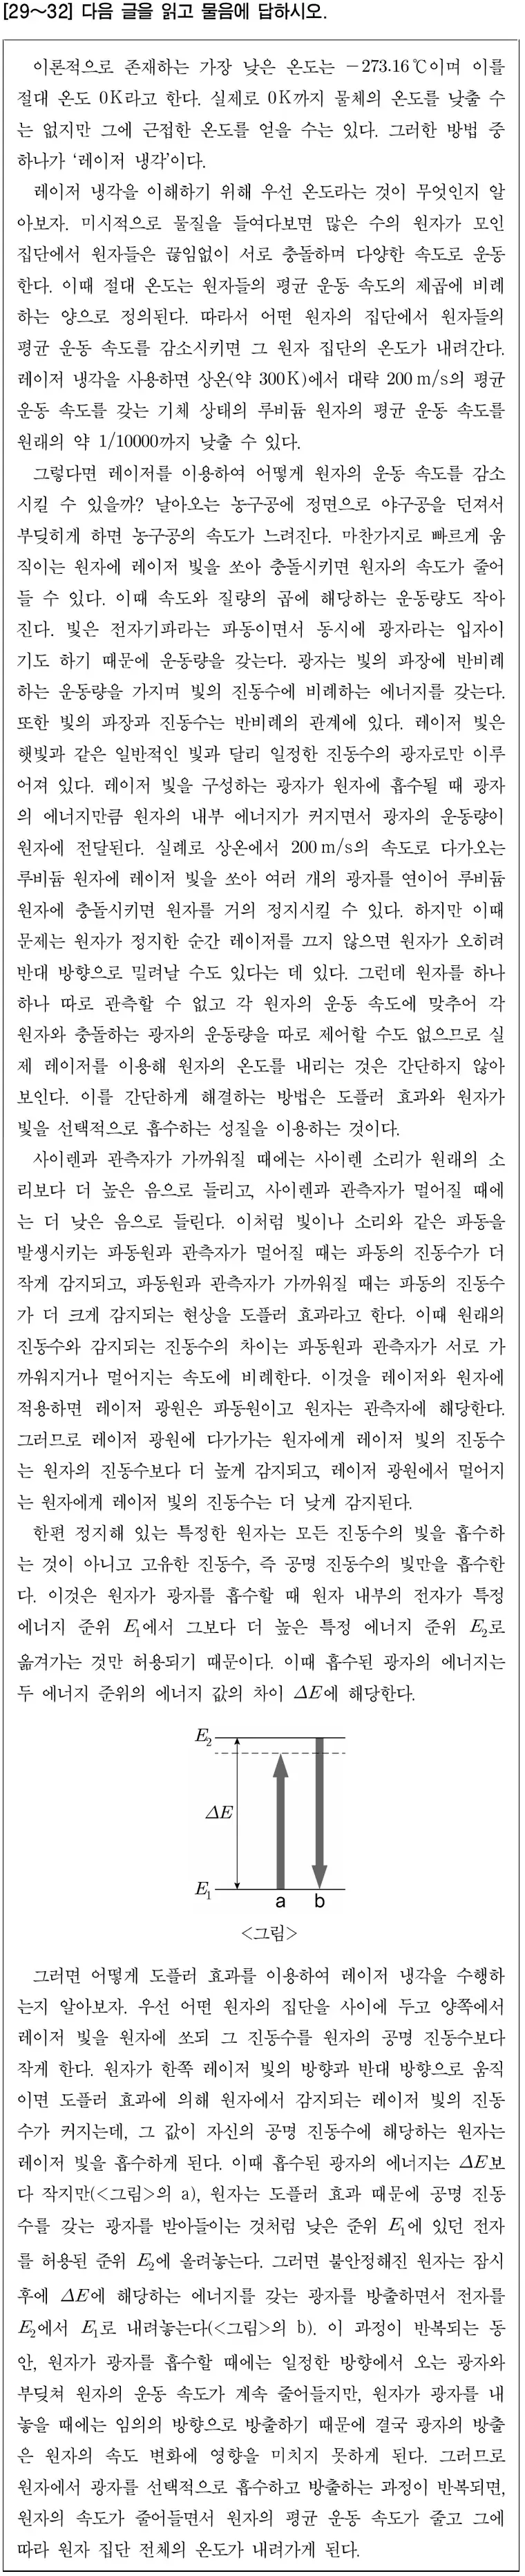 [29～32] 다음 글을 읽고 물음에 답하시오.
이론적으로 존재하는 가장 낮은 온도는 －273.16℃이며 이를
절대 온도 0K라고 한다. 실제로 0K까지 물체의 온도를 낮출 수
는 없지만 그에 근접한 온도를 얻을 수는 있다. 그러한 방법 중
하나가 ‘레이저 냉각’이다.
레이저 냉각을 이해하기 위해 우선 온도라는 것이 무엇인지 알
아보자. 미시적으로 물질을 들여다보면 많은 수의 원자가 모인
집단에서 원자들은 끊임없이 서로 충돌하며 다양한 속도로 운동
한다. 이때 절대 온도는 원자들의 평균 운동 속도의 제곱에 비례
하는 양으로 정의된다. 따라서 어떤 원자의 집단에서 원자들의
평균 운동 속도를 감소시키면 그 원자 집단의 온도가 내려간다.
레이저 냉각을 사용하면 상온(약 300K)에서 대략 200 m/s의 평균
운동 속도를 갖는 기체 상태의 루비듐 원자의 평균 운동 속도를
원래의 약 1/10000까지 낮출 수 있다.
그렇다면 레이저를 이용하여 어떻게 원자의 운동 속도를 감소
시킬 수 있을까? 날아오는 농구공에 정면으로 야구공을 던져서
부딪히게 하면 농구공의 속도가 느려진다. 마찬가지로 빠르게 움
직이는 원자에 레이저 빛을 쏘아 충돌시키면 원자의 속도가 줄어
들 수 있다. 이때 속도와 질량의 곱에 해당하는 운동량도 작아
진다. 빛은 전자기파라는 파동이면서 동시에 광자라는 입자이
기도 하기 때문에 운동량을 갖는다. 광자는 빛의 파장에 반비례
하는 운동량을 가지며 빛의 진동수에 비례하는 에너지를 갖는다.
또한 빛의 파장과 진동수는 반비례의 관계에 있다. 레이저 빛은
햇빛과 같은 일반적인 빛과 달리 일정한 진동수의 광자로만 이루
어져 있다. 레이저 빛을 구성하는 광자가 원자에 흡수될 때 광자
의 에너지만큼 원자의 내부 에너지가 커지면서 광자의 운동량이
원자에 전달된다. 실례로 상온에서 200 m/s의 속도로 다가오는
루비듐 원자에 레이저 빛을 쏘아 여러 개의 광자를 연이어 루비듐
원자에 충돌시키면 원자를 거의 정지시킬 수 있다. 하지만 이때
문제는 원자가 정지한 순간 레이저를 끄지 않으면 원자가 오히려
반대 방향으로 밀려날 수도 있다는 데 있다. 그런데 원자를 하나
하나 따로 관측할 수 없고 각 원자의 운동 속도에 맞추어 각
원자와 충돌하는 광자의 운동량을 따로 제어할 수도 없으므로 실
제 레이저를 이용해 원자의 온도를 내리는 것은 간단하지 않아
보인다. 이를 간단하게 해결하는 방법은 도플러 효과와 원자가
빛을 선택적으로 흡수하는 성질을 이용하는 것이다.
사이렌과 관측자가 가까워질 때에는 사이렌 소리가 원래의 소
리보다 더 높은 음으로 들리고, 사이렌과 관측자가 멀어질 때에
는 더 낮은 음으로 들린다. 이처럼 빛이나 소리와 같은 파동을
발생시키는 파동원과 관측자가 멀어질 때는 파동의 진동수가 더
작게 감지되고, 파동원과 관측자가 가까워질 때는 파동의 진동수
가 더 크게 감지되는 현상을 도플러 효과라고 한다. 이때 원래의
진동수와 감지되는 진동수의 차이는 파동원과 관측자가 서로 가
까워지거나 멀어지는 속도에 비례한다. 이것을 레이저와 원자에
적용하면 레이저 광원은 파동원이고 원자는 관측자에 해당한다.
그러므로 레이저 광원에 다가가는 원자에게 레이저 빛의 진동수
는 원자의 진동수보다 더 높게 감지되고, 레이저 광원에서 멀어지
는 원자에게 레이저 빛의 진동수는 더 낮게 감지된다.
한편 정지해 있는 특정한 원자는 모든 진동수의 빛을 흡수하
는 것이 아니고 고유한 진동수, 즉 공명 진동수의 빛만을 흡수한
다. 이것은 원자가 광자를 흡수할 때 원자 내부의 전자가 특정
에너지 준위 E₁에서 그보다 더 높은 특정 에너지 준위 E₂로
옮겨가는 것만 허용되기 때문이다. 이때 흡수된 광자의 에너지는
두 에너지 준위의 에너지 값의 차이 ΔE에 해당한다.
E₂
ΔE
E₁
a b
<그림>
그러면 어떻게 도플러 효과를 이용하여 레이저 냉각을 수행하
는지 알아보자. 우선 어떤 원자의 집단을 사이에 두고 양쪽에서
레이저 빛을 원자에 쏘되 그 진동수를 원자의 공명 진동수보다
작게 한다. 원자가 한쪽 레이저 빛의 방향과 반대 방향으로 움직
이면 도플러 효과에 의해 원자에서 감지되는 레이저 빛의 진동
수가 커지는데, 그 값이 자신의 공명 진동수에 해당하는 원자는
레이저 빛을 흡수하게 된다. 이때 흡수된 광자의 에너지는 ΔE보
다 작지만(<그림>의 a), 원자는 도플러 효과 때문에 공명 진동
수를 갖는 광자를 받아들이는 것처럼 낮은 준위 E₁에 있던 전자
를 허용된 준위 E₂에 올려놓는다. 그러면 불안정해진 원자는 잠시
후에 ΔE에 해당하는 에너지를 갖는 광자를 방출하면서 전자를
E₂에서 E₁로 내려놓는다(<그림>의 b). 이 과정이 반복되는 동
안, 원자가 광자를 흡수할 때에는 일정한 방향에서 오는 광자와
부딪쳐 원자의 운동 속도가 계속 줄어들지만, 원자가 광자를 내
놓을 때에는 임의의 방향으로 방출하기 때문에 결국 광자의 방출
은 원자의 속도 변화에 영향을 미치지 못하게 된다. 그러므로
원자에서 광자를 선택적으로 흡수하고 방출하는 과정이 반복되면,
원자의 속도가 줄어들면서 원자의 평균 운동 속도가 줄고 그에
따라 원자 집단 전체의 온도가 내려가게 된다.